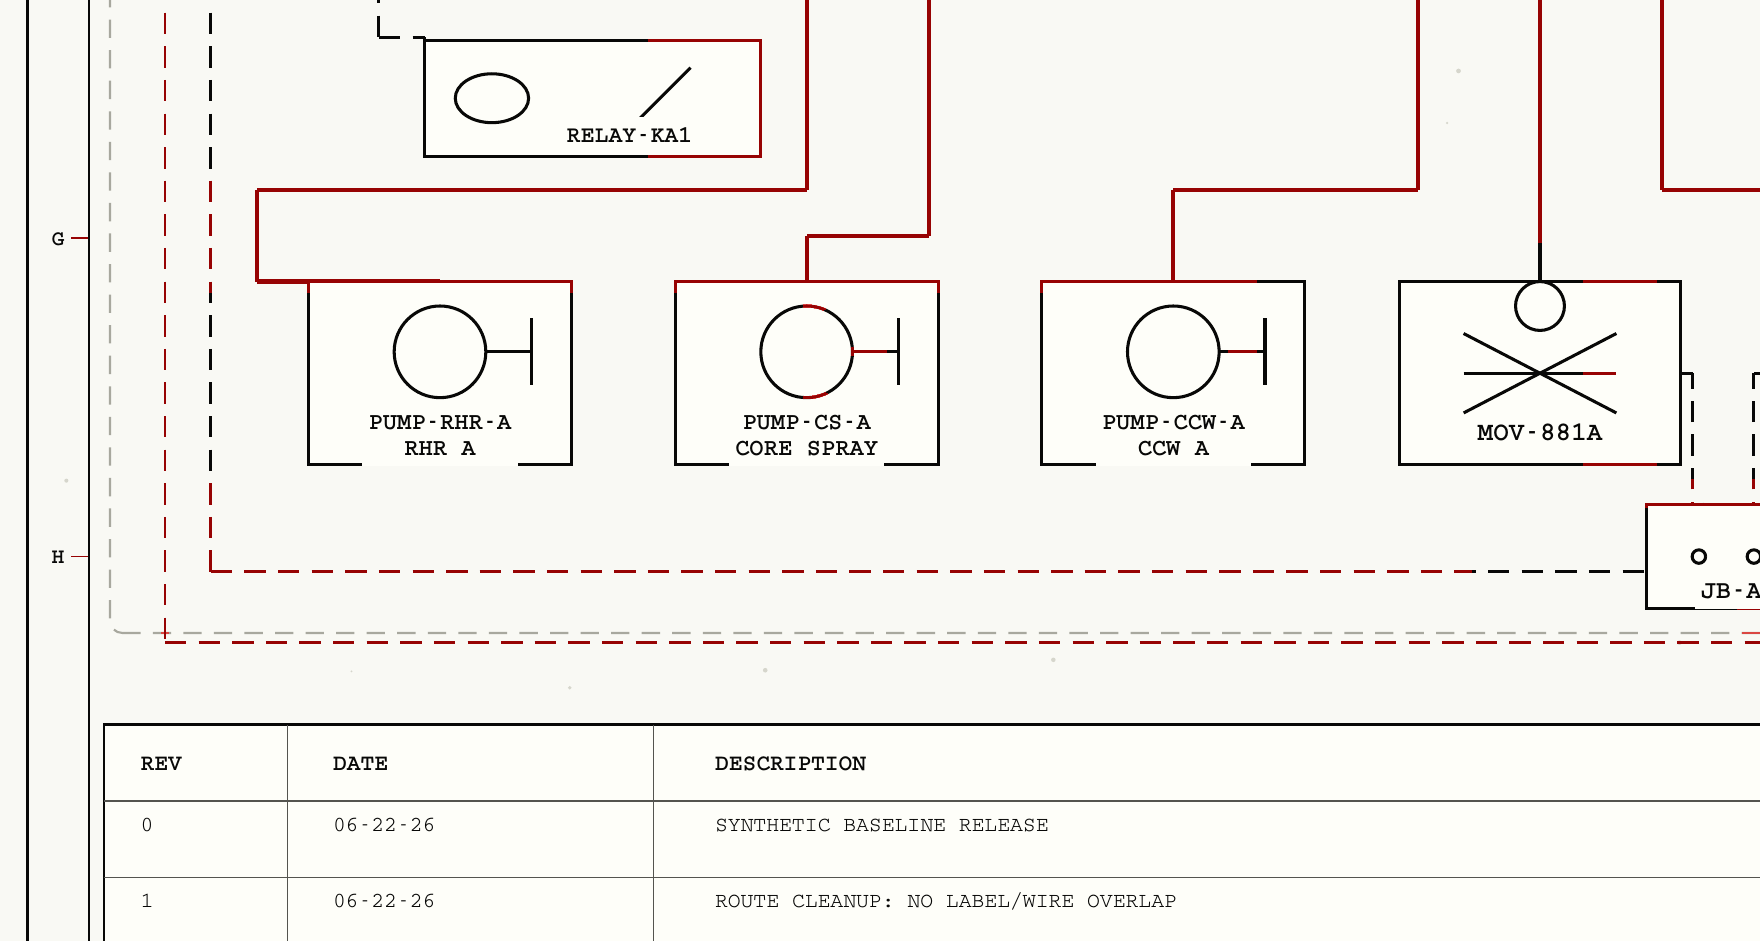 RELAY-KA1
G
PUMP-RHR-A
RHR A
PUMP-CS-A
CORE SPRAY
PUMP-CCW-A
CCW A
MOV-881A
H
JB-A
REV DATE DESCRIPTION
0 06-22-26 SYNTHETIC BASELINE RELEASE
1 06-22-26 ROUTE CLEANUP: NO LABEL/WIRE OVERLAP